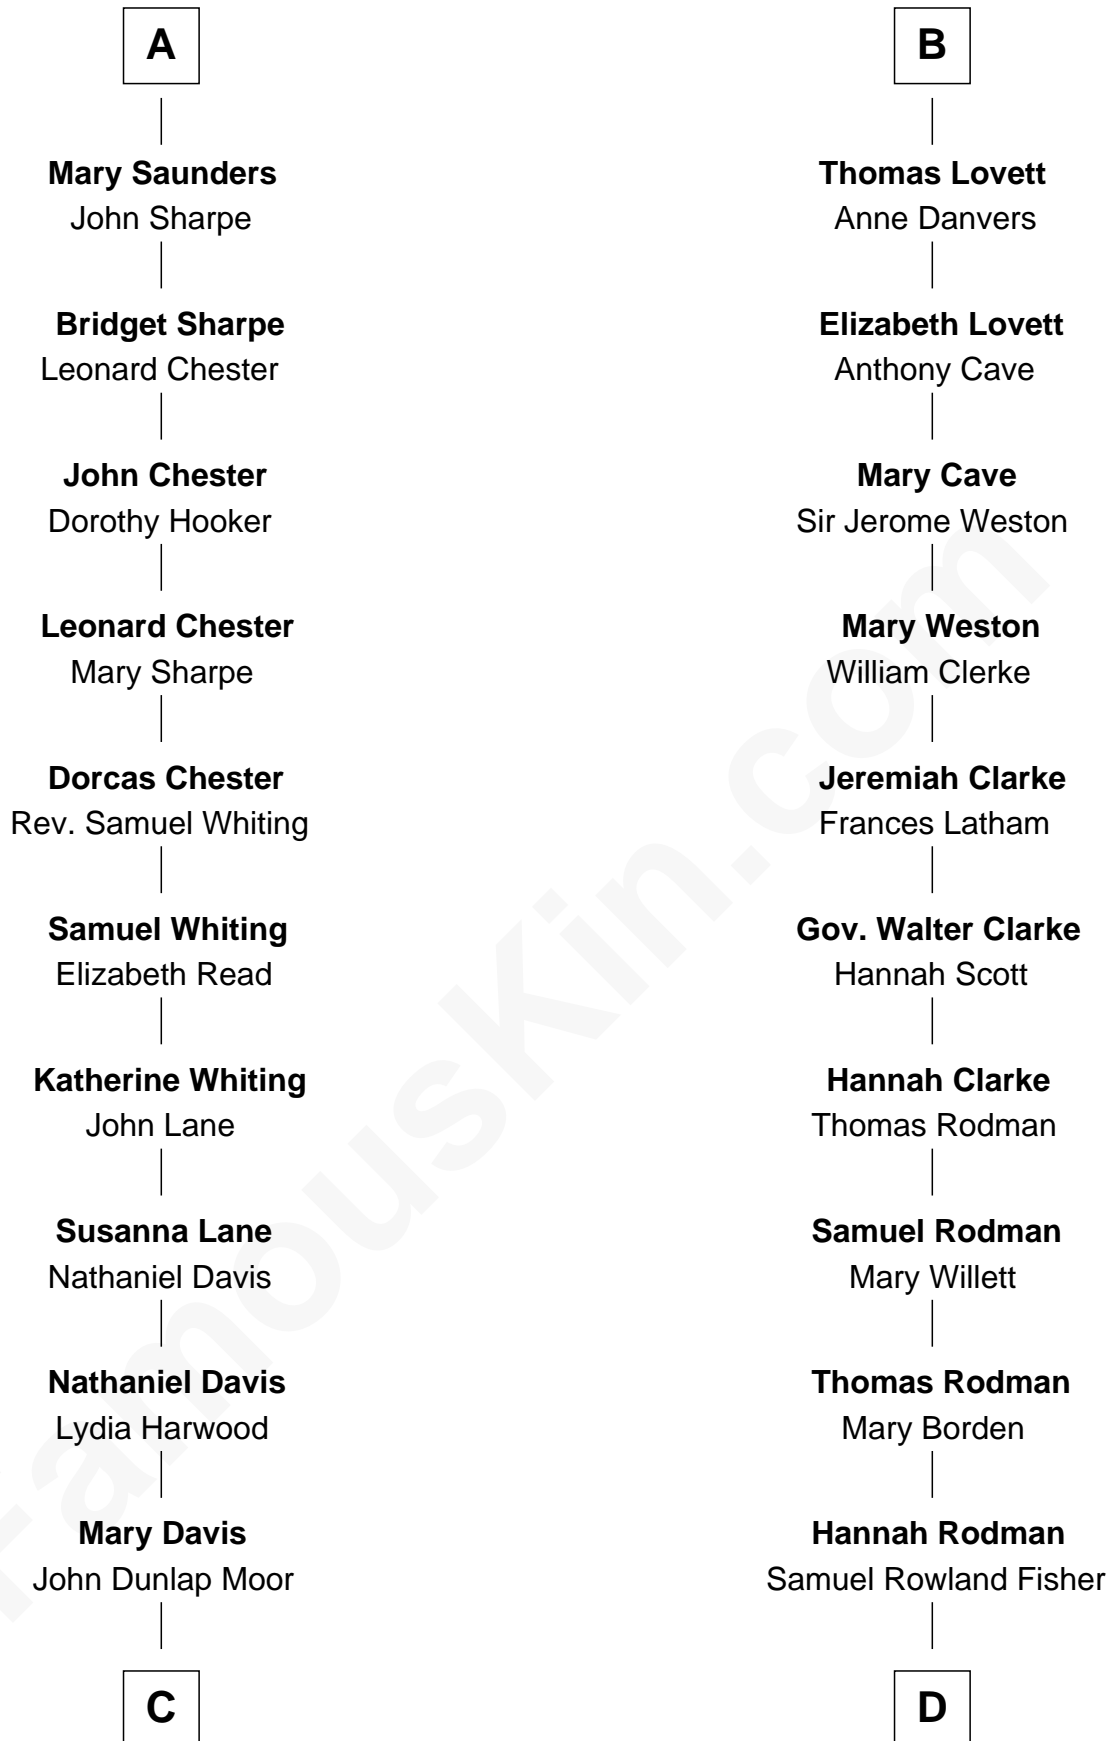 A
Mary Saunders
John Sharpe
Bridget Sharpe
Leonard Chester
John Chester
Dorothy Hooker
Leonard Chester
Mary Sharpe
Dorcas Chester
Rev. Samuel Whiting
Samuel Whiting
Elizabeth Read
Katherine Whiting
John Lane
Susanna Lane
Nathaniel Davis
Nathaniel Davis
Lydia Harwood
Mary Davis
John Dunlap Moor
C
B
Thomas Lovett
Anne Danvers
Elizabeth Lovett
Anthony Cave
Mary Cave
Sir Jerome Weston
Mary Weston
William Clerke
Jeremiah Clarke
Frances Latham
Gov. Walter Clarke
Hannah Scott
Hannah Clarke
Thomas Rodman
Samuel Rodman
Mary Willett
Thomas Rodman
Mary Borden
Hannah Rodman
Samuel Rowland Fisher
D
FamousKin.com